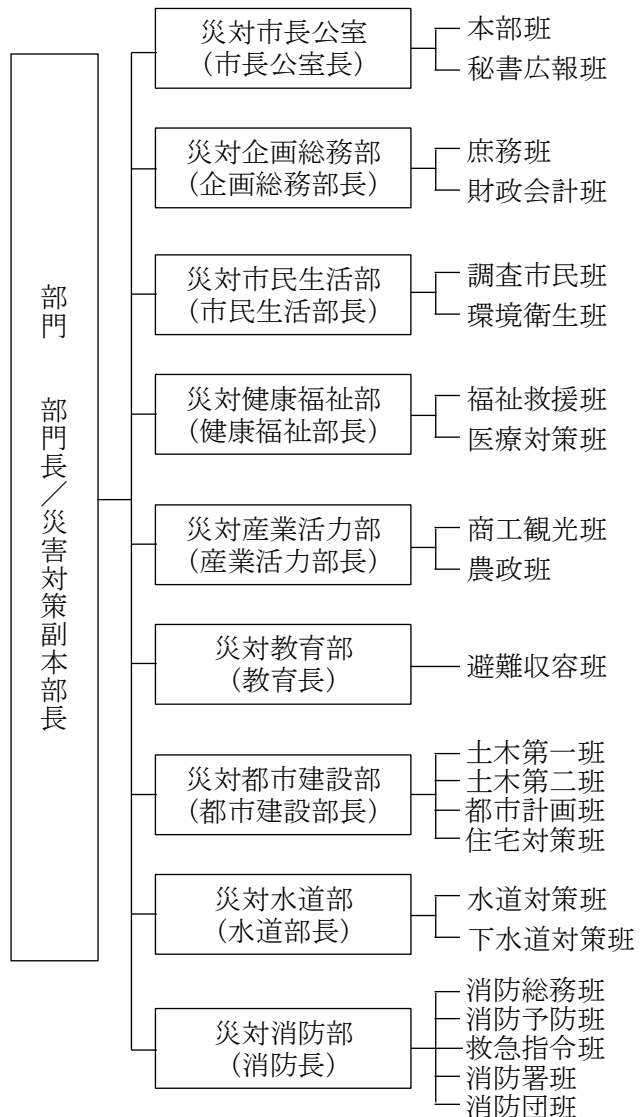 部門　部門長／災害対策副本部長
災対市長公室
(市長公室長)
本部班
秘書広報班
災対企画総務部
(企画総務部長)
庶務班
財政会計班
災対市民生活部
(市民生活部長)
調査市民班
環境衛生班
災対健康福祉部
(健康福祉部長)
福祉救援班
医療対策班
災対産業活力部
(産業活力部長)
商工観光班
農政班
災対教育部
(教育長)
避難収容班
災対都市建設部
(都市建設部長)
土木第一班
土木第二班
都市計画班
住宅対策班
災対水道部
(水道部長)
水道対策班
下水道対策班
災対消防部
(消防長)
消防総務班
消防予防班
救急指令班
消防署班
消防団班